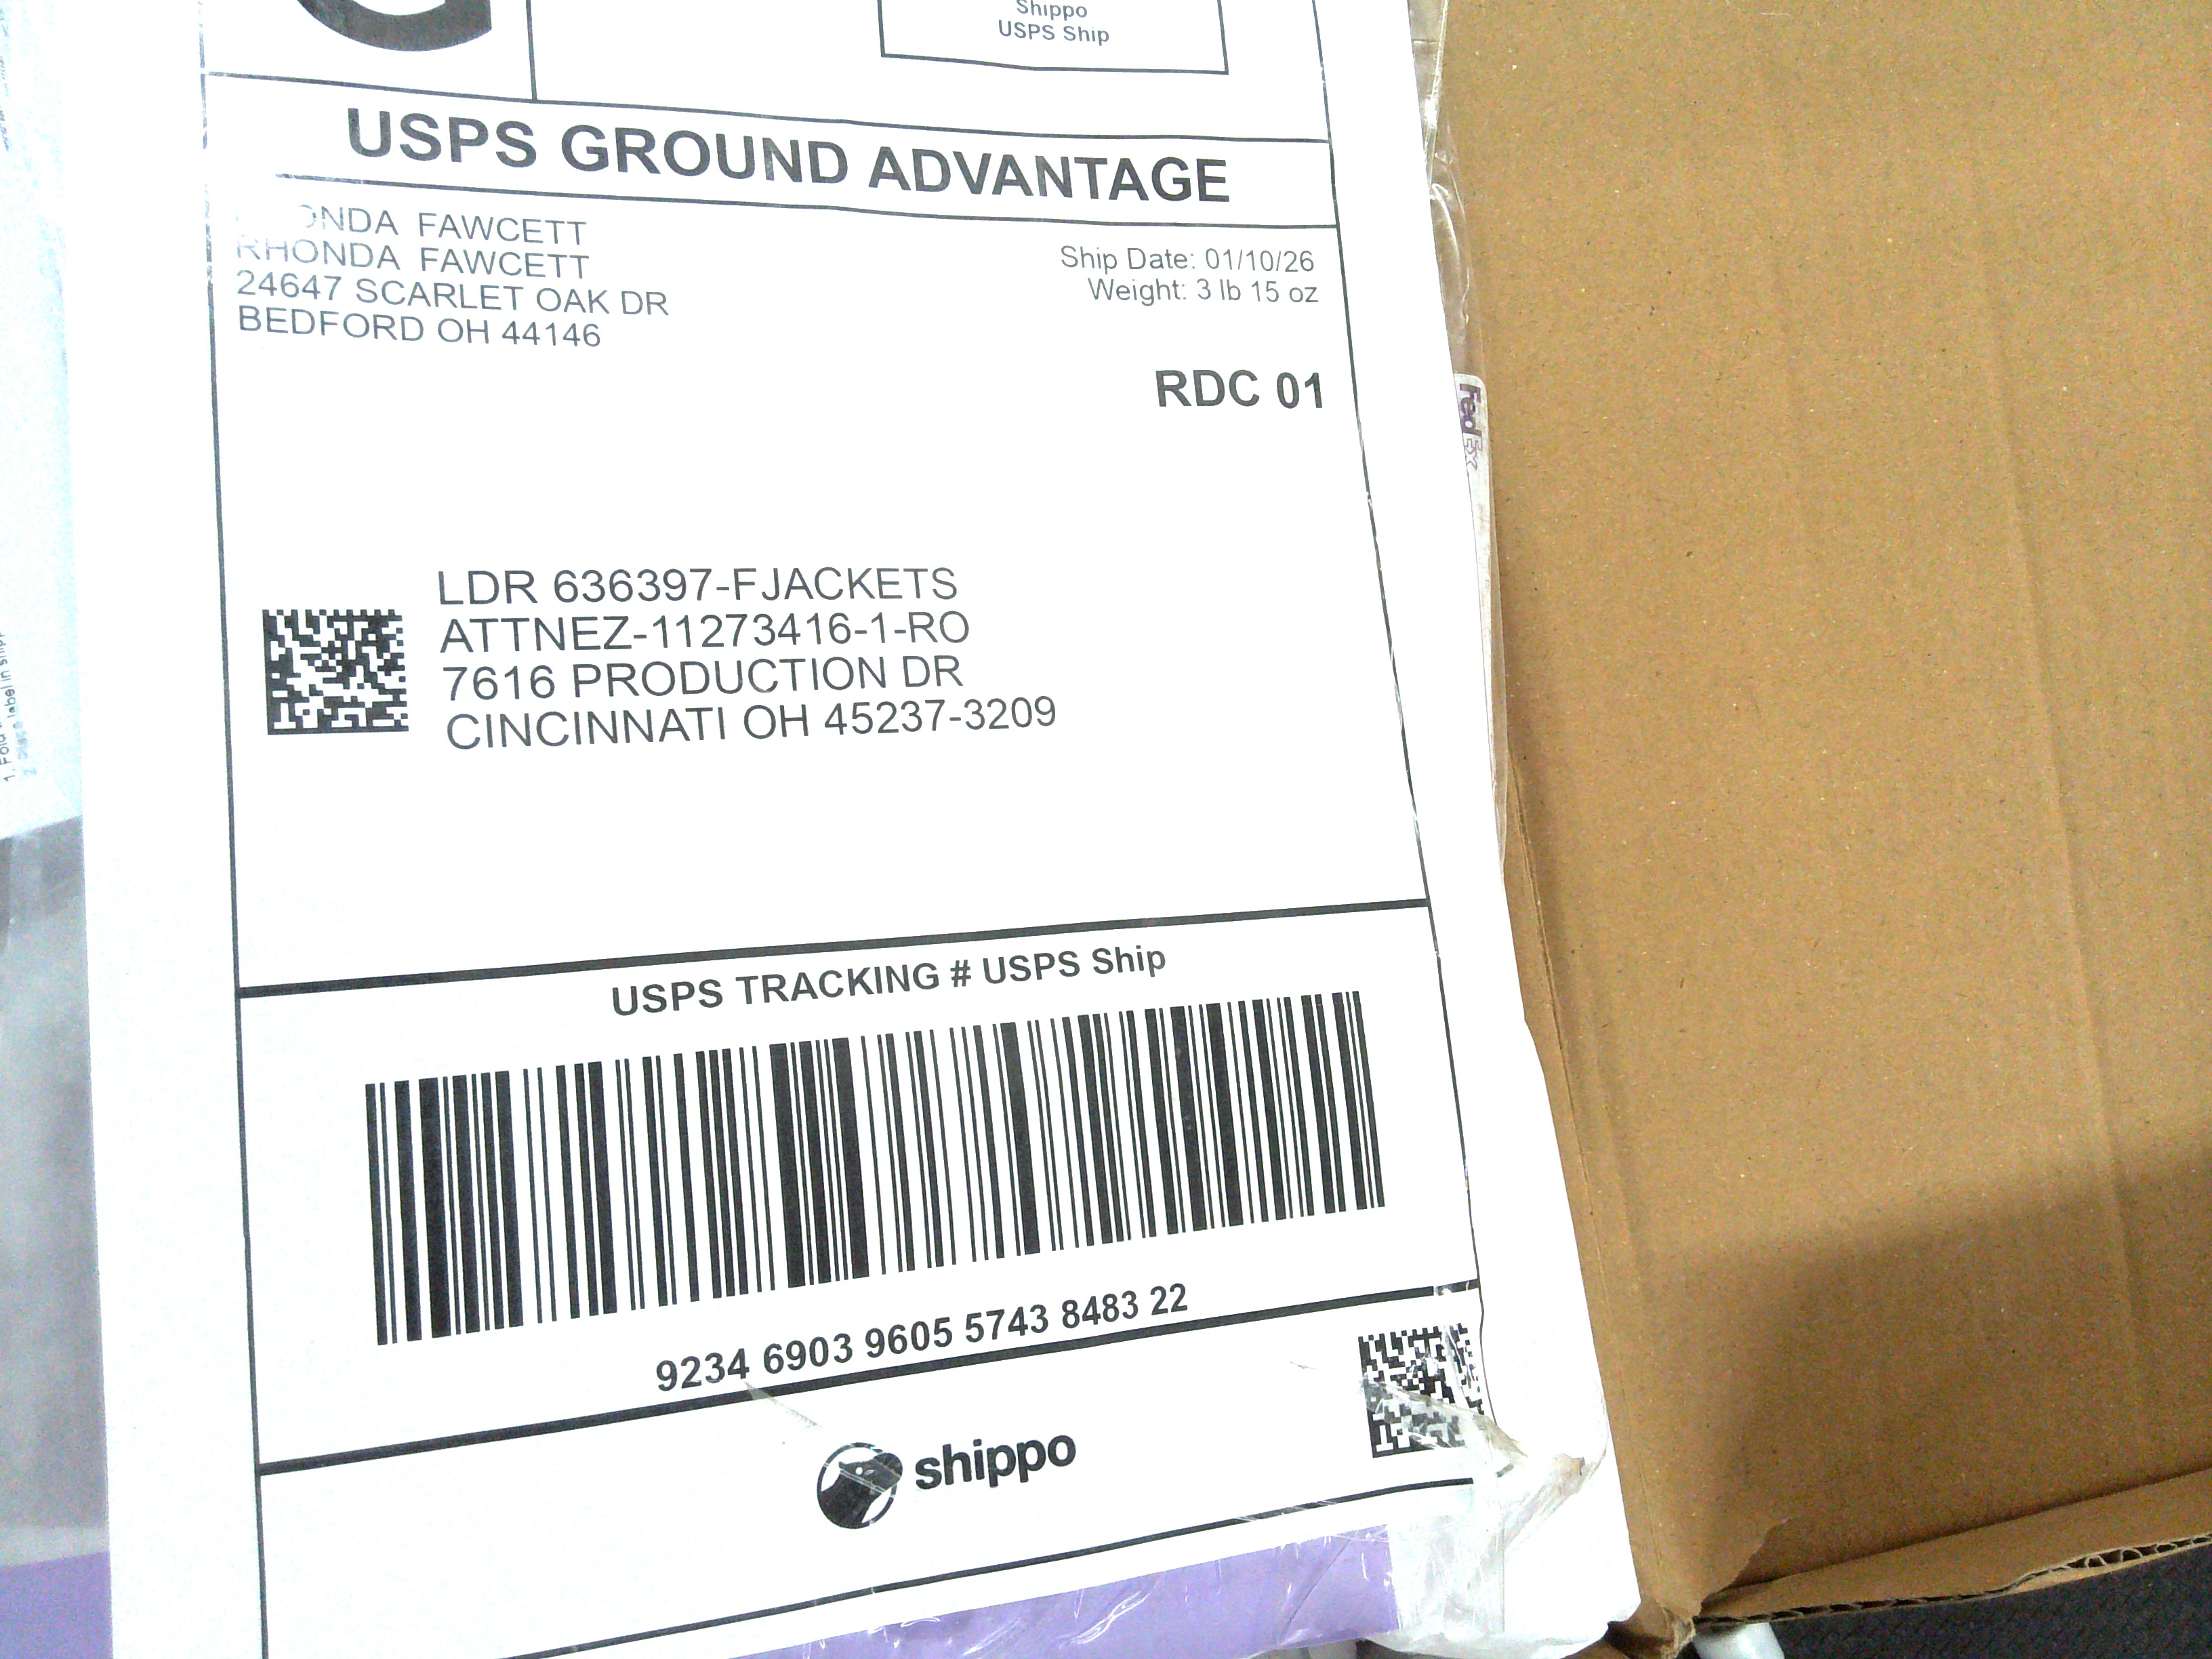 Shippo
USPS Ship
USPS GROUND ADVANTAGE
FAWCETT
RHONDA FAWCETT
24647 SCARLET OAK DR
BEDFORD OH 44146
Ship Date: 01/10/26
Weight: 3 lb 15 oz
RDC 01
FedEx
LDR 636397-FJACKETS
ATTNEZ-11273416-1-RO
7616 PRODUCTION DR
CINCINNATI OH 45237-3209
USPS TRACKING # USPS Ship
9234 6903 9605 5743 8483 22
shippo